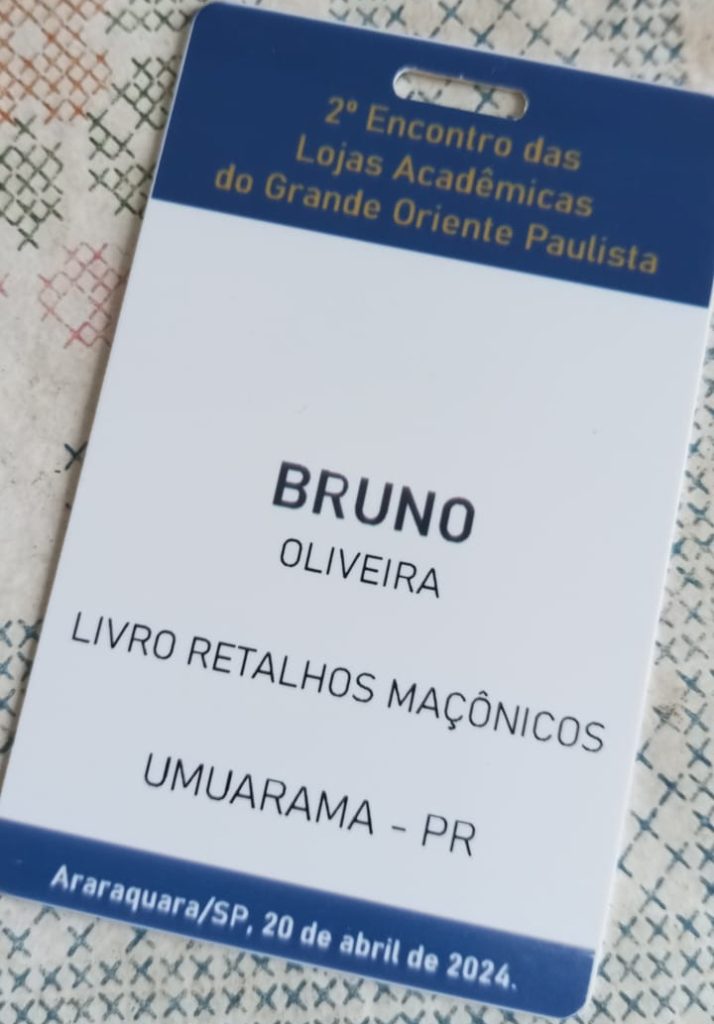 2º Encontro das
Lojas Acadêmicas
do Grande Oriente Paulista
BRUNO
OLIVEIRA
LIVRO RETALHOS MAÇÔNICOS
UMUARAMA - PR
Araraquara/SP, 20 de abril de 2024.